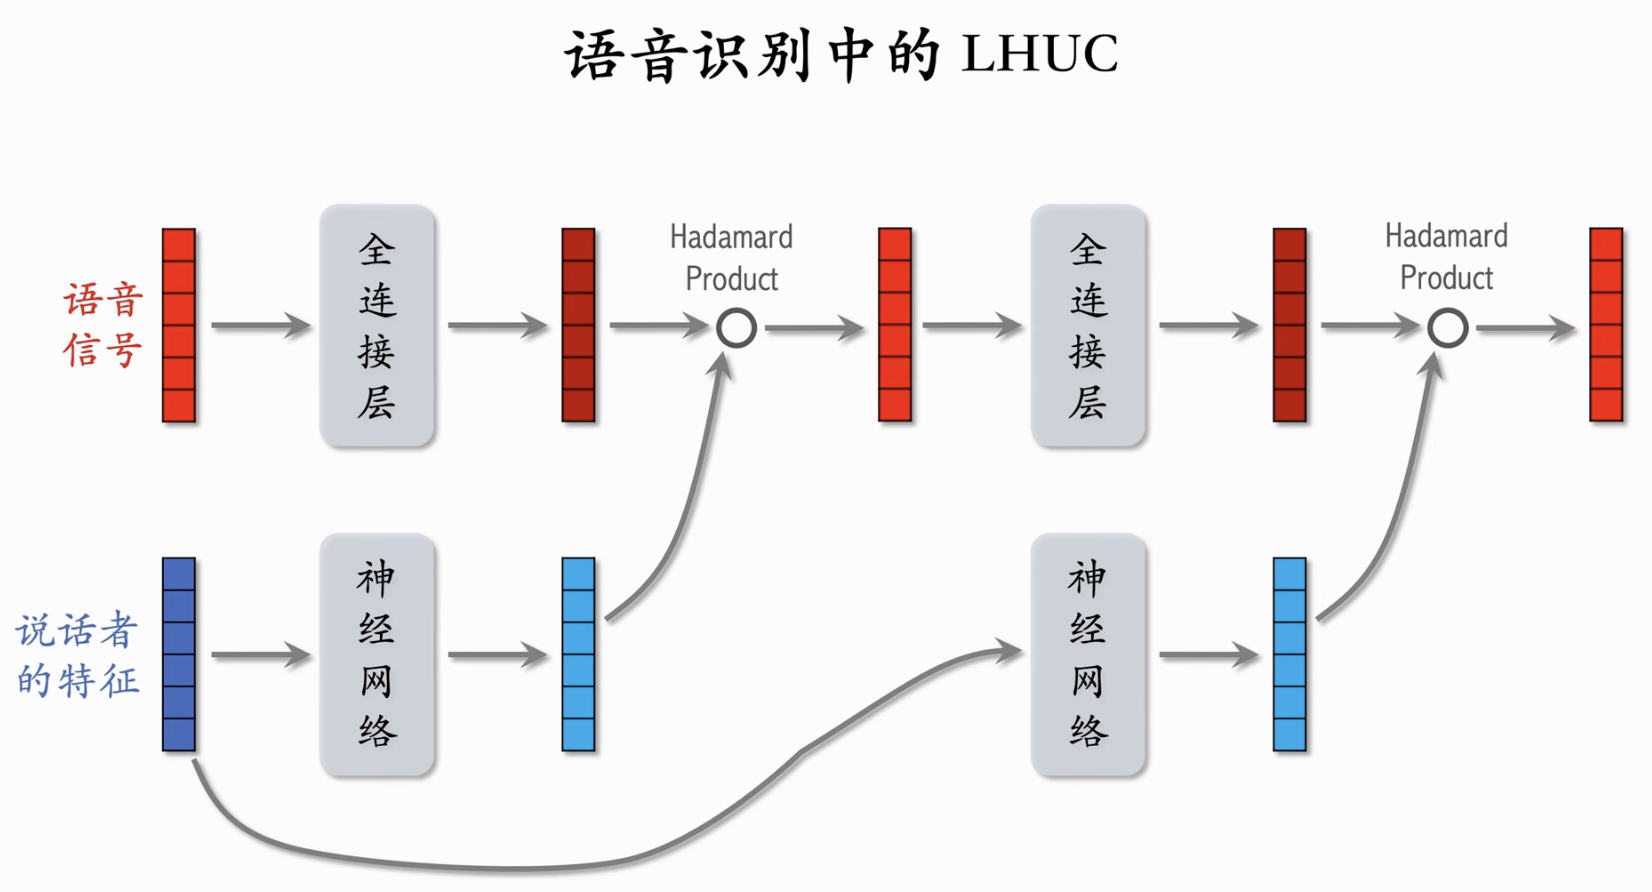 语音识别中的 LHUC
语音
信号
全
连
接
层
Hadamard
Product
全
连
接
层
Hadamard
Product
说话者
的特征
神
经
网
络
神
经
网
络